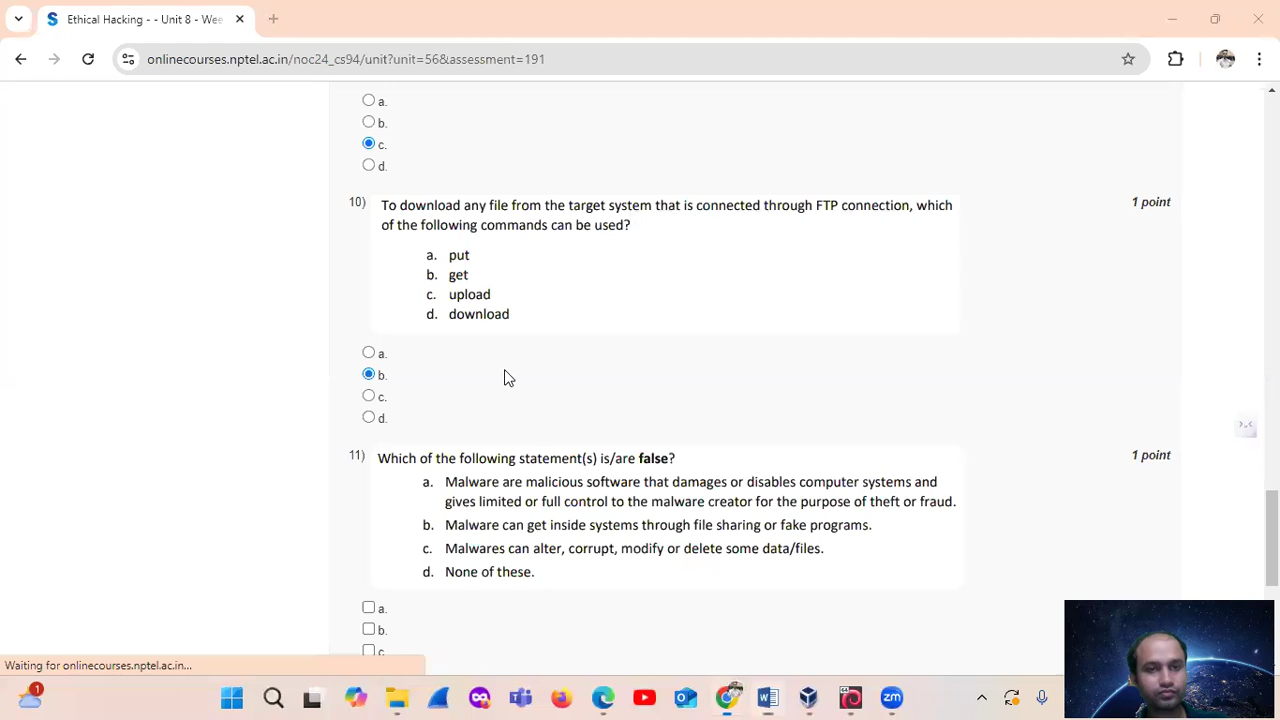 Ethical Hacking - - Unit 8 - Wee
onlinecourses.nptel.ac.in/noc24_cs94/unit?unit=56&assessment=191
a.
b.
c.
d.
10) To download any file from the target system that is connected through FTP connection, which 1 point
of the following commands can be used?
a. put
b. get
c. upload
d. download
a.
b.
c.
d.
11) Which of the following statement(s) is/are false? 1 point
a. Malware are malicious software that damages or disables computer systems and
gives limited or full control to the malware creator for the purpose of theft or fraud.
b. Malware can get inside systems through file sharing or fake programs.
c. Malwares can alter, corrupt, modify or delete some data/files.
d. None of these.
a.
b.
c.
Waiting for onlinecourses.nptel.ac.in...
1
zm